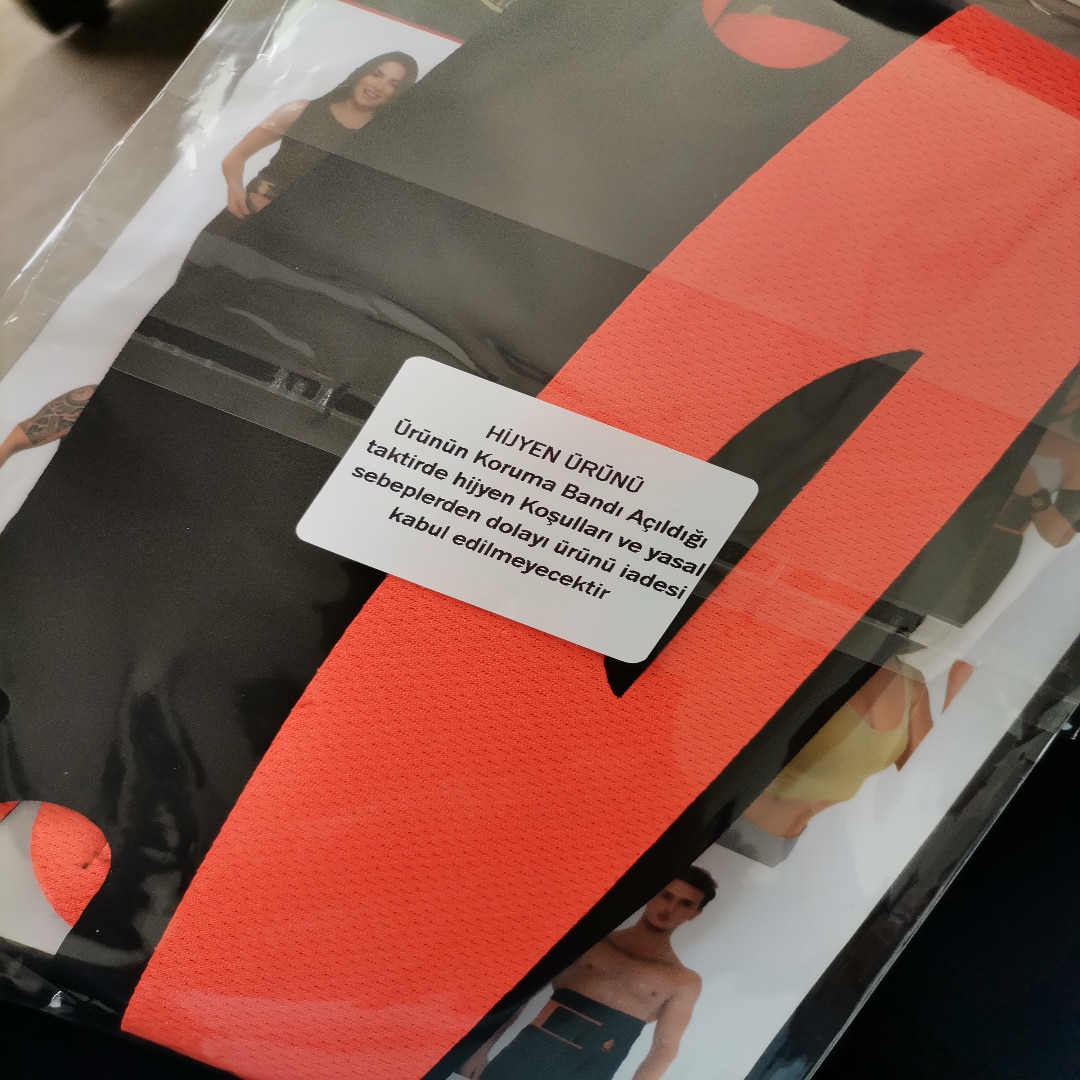 HİJYEN ÜRÜNÜ
Ürünün Koruma Bandı Açıldığı
taktirde hijyen Koşulları ve yasal
sebeplerden dolayı ürünü iadesi
kabul edilmeyecektir